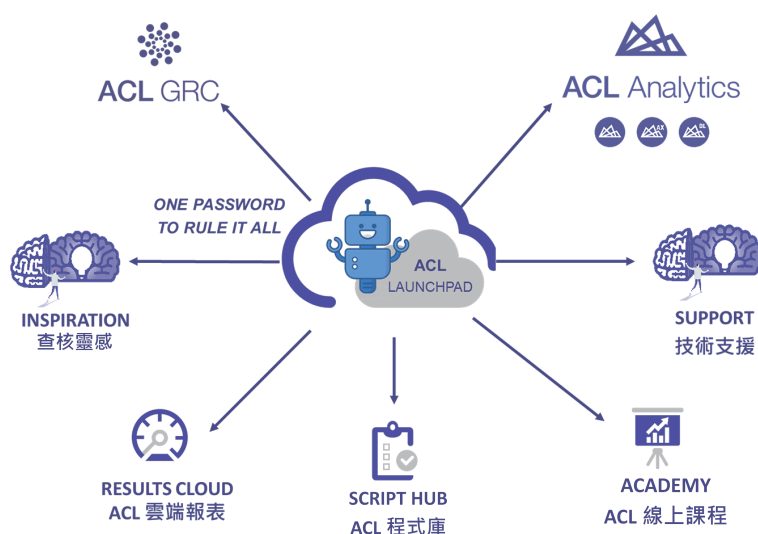 ACL GRC
ACL Analytics
AX
BL
ONE PASSWORD
TO RULE IT ALL
ACL
LAUNCHPAD
INSPIRATION
查核靈感
SUPPORT
技術支援
RESULTS CLOUD
ACL 雲端報表
SCRIPT HUB
ACL 程式庫
ACADEMY
ACL 線上課程